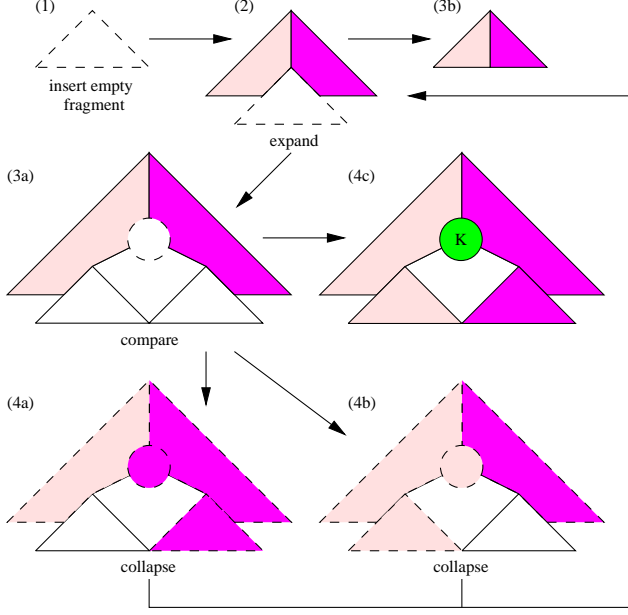 (1)
(2)
(3b)
insert empty
fragment
expand
(3a)
(4c)
K
compare
(4a)
(4b)
collapse
collapse